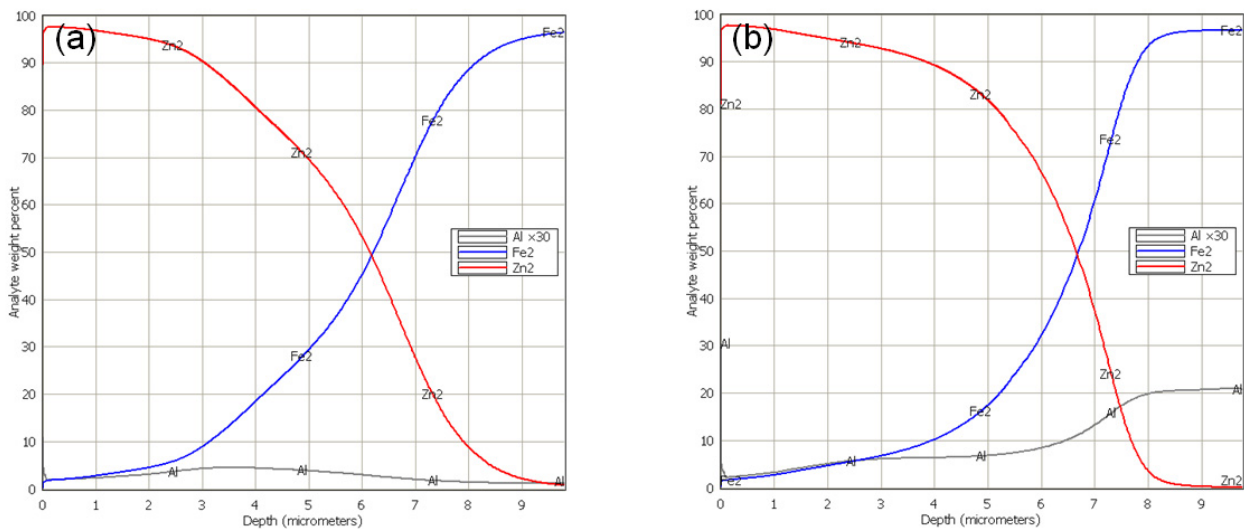 (a)
Analyte weight percent
100
90
80
70
60
50
40
30
20
10
0
Zn2
Zn2
Zn2
Fe2
Fe2
Fe2
Al
Al
Al
Al
Al ×30
Fe2
Zn2
0 1 2 3 4 5 6 7 8 9
Depth (micrometers)
(b)
Analyte weight percent
100
90
80
70
60
50
40
30
20
10
0
Zn2
Zn2
Zn2
Zn2
Zn2
Fe2
Fe2
Fe2
Fe2
Al
Al
Al
Al
Al
Al ×30
Fe2
Zn2
0 1 2 3 4 5 6 7 8 9
Depth (micrometers)